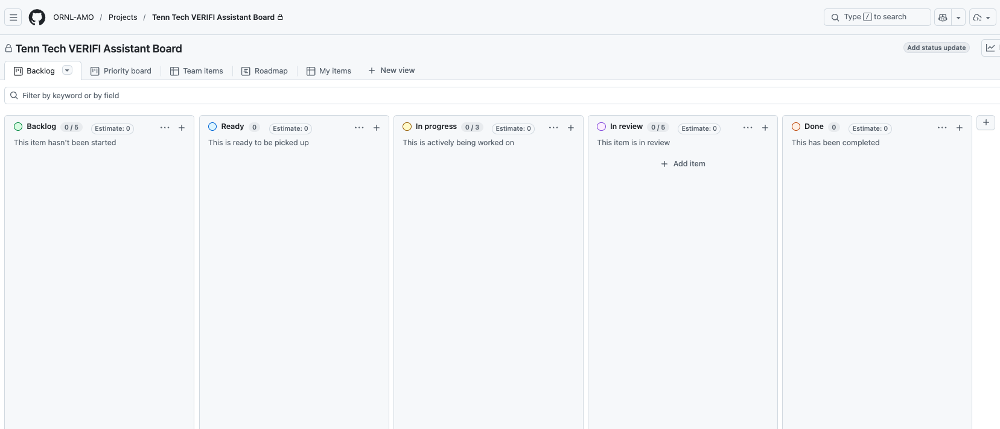 ORNL-AMO / Projects / Tenn Tech VERIFI Assistant Board
Type / to search
Tenn Tech VERIFI Assistant Board
Add status update
Backlog
Priority board
Team items
Roadmap
My items
New view
Filter by keyword or by field
Backlog 0 / 5 Estimate: 0
This item hasn't been started
Ready 0 Estimate: 0
This is ready to be picked up
In progress 0 / 3 Estimate: 0
This is actively being worked on
In review 0 / 5 Estimate: 0
This item is in review
Add item
Done 0 Estimate: 0
This has been completed